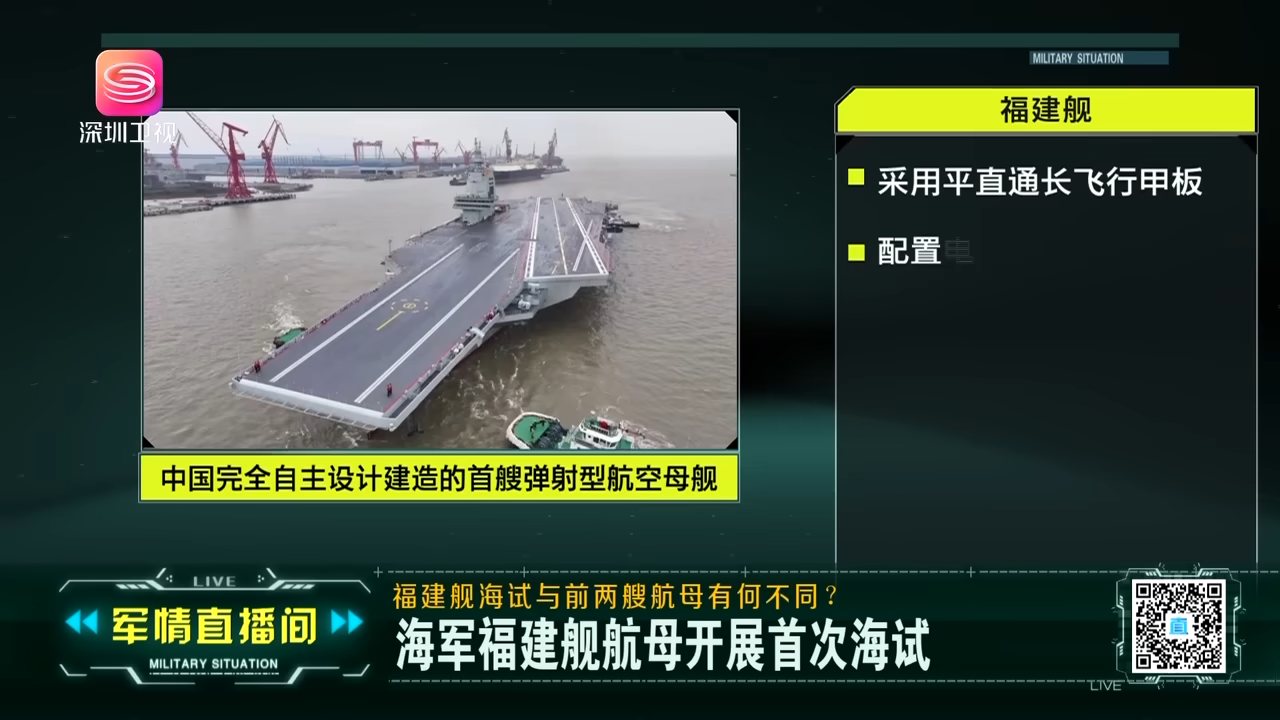 MILITARY SITUATION
深圳卫视
福建舰
采用平直通长飞行甲板
配置电
中国完全自主设计建造的首艘弹射型航空母舰
LIVE
军情直播间
MILITARY SITUATION
福建舰海试与前两艘航母有何不同？
海军福建舰航母开展首次海试
直
LIVE